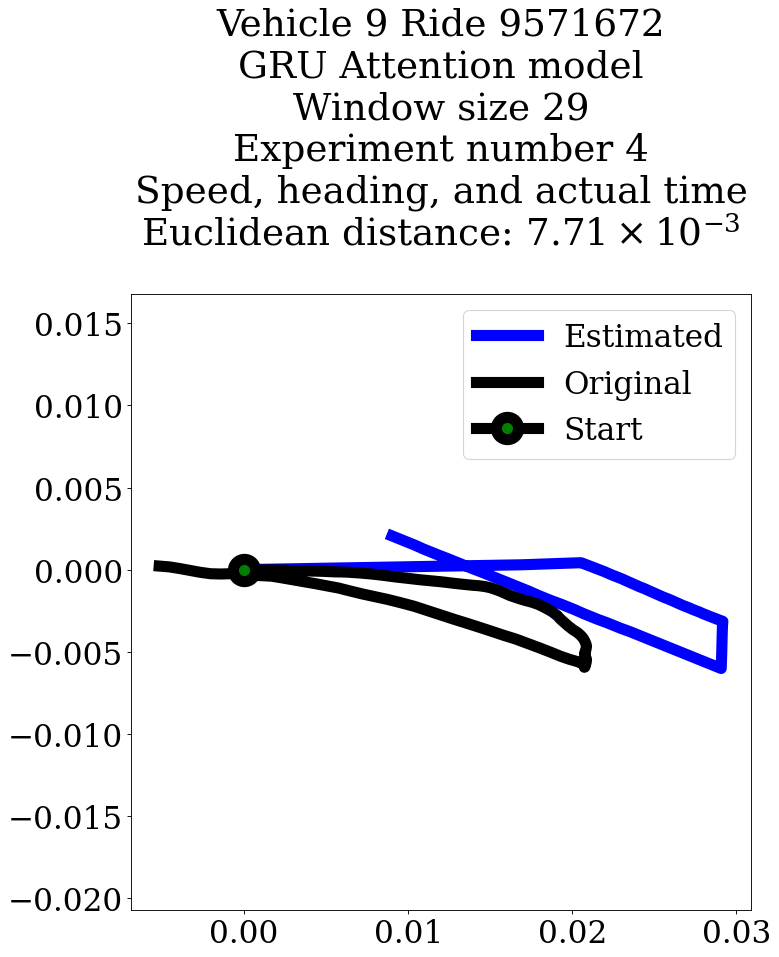 Vehicle 9 Ride 9571672
GRU Attention model
Window size 29
Experiment number 4
Speed, heading, and actual time
Euclidean distance: 7.71 × 10⁻³
Estimated
Original
Start
0.015
0.010
0.005
0.000
−0.005
−0.010
−0.015
−0.020
0.00 0.01 0.02 0.03